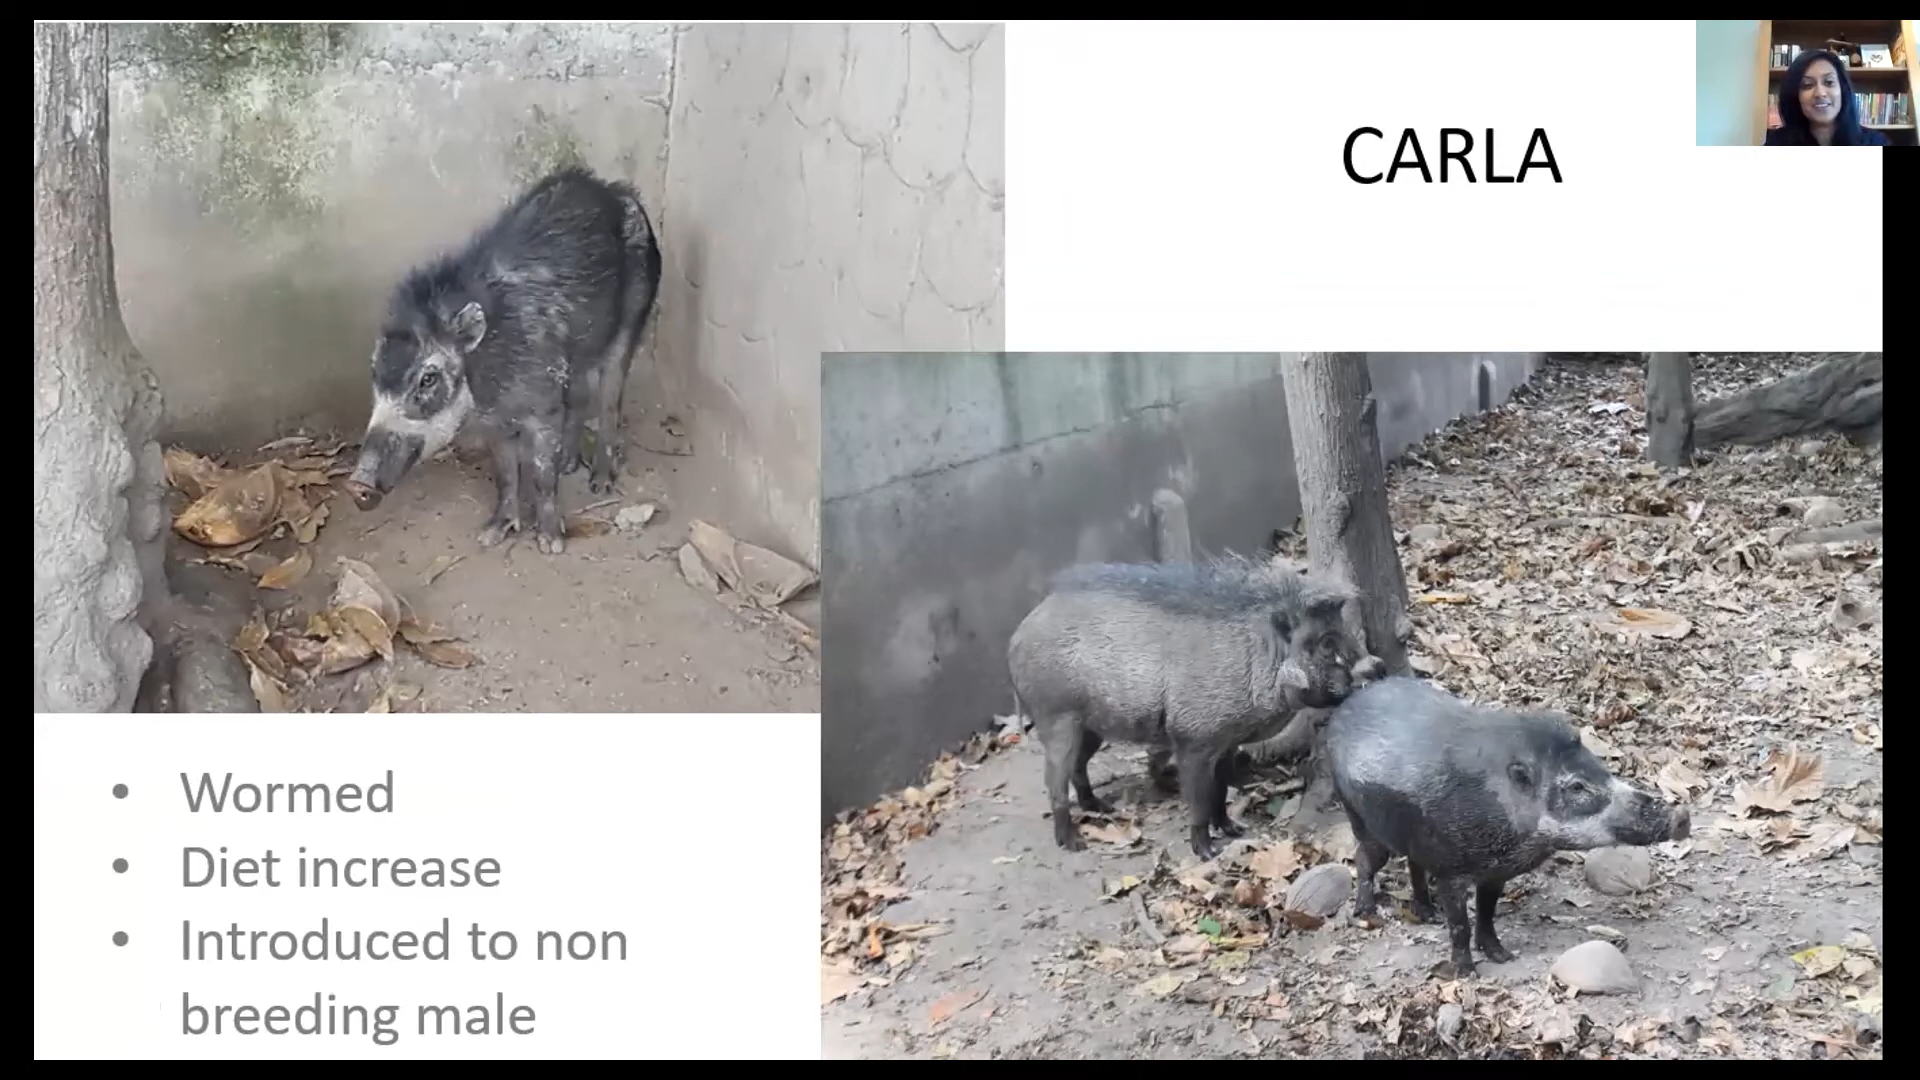 CARLA
• Wormed
• Diet increase
• Introduced to non
breeding male